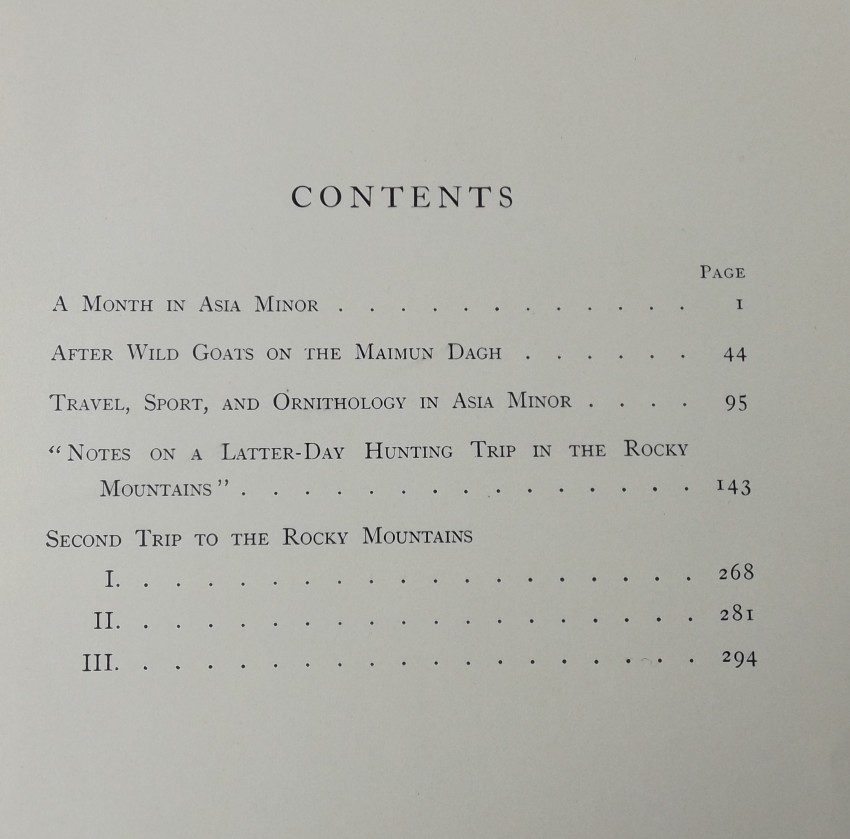 CONTENTS
PAGE
A MONTH IN ASIA MINOR . . . . . . . . . . . . 1
AFTER WILD GOATS ON THE MAIMUN DAGH . . . . . . 44
TRAVEL, SPORT, AND ORNITHOLOGY IN ASIA MINOR . . . . 95
“NOTES ON A LATTER-DAY HUNTING TRIP IN THE ROCKY
MOUNTAINS” . . . . . . . . . . . . . . . 143
SECOND TRIP TO THE ROCKY MOUNTAINS
I. . . . . . . . . . . . . . . . . . . 268
II. . . . . . . . . . . . . . . . . . . 281
III. . . . . . . . . . . . . . . . . . . 294